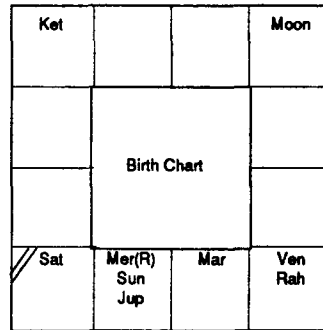 Ket
Moon
Birth Chart
Sat
Mer(R)
Sun
Jup
Mar
Ven
Rah